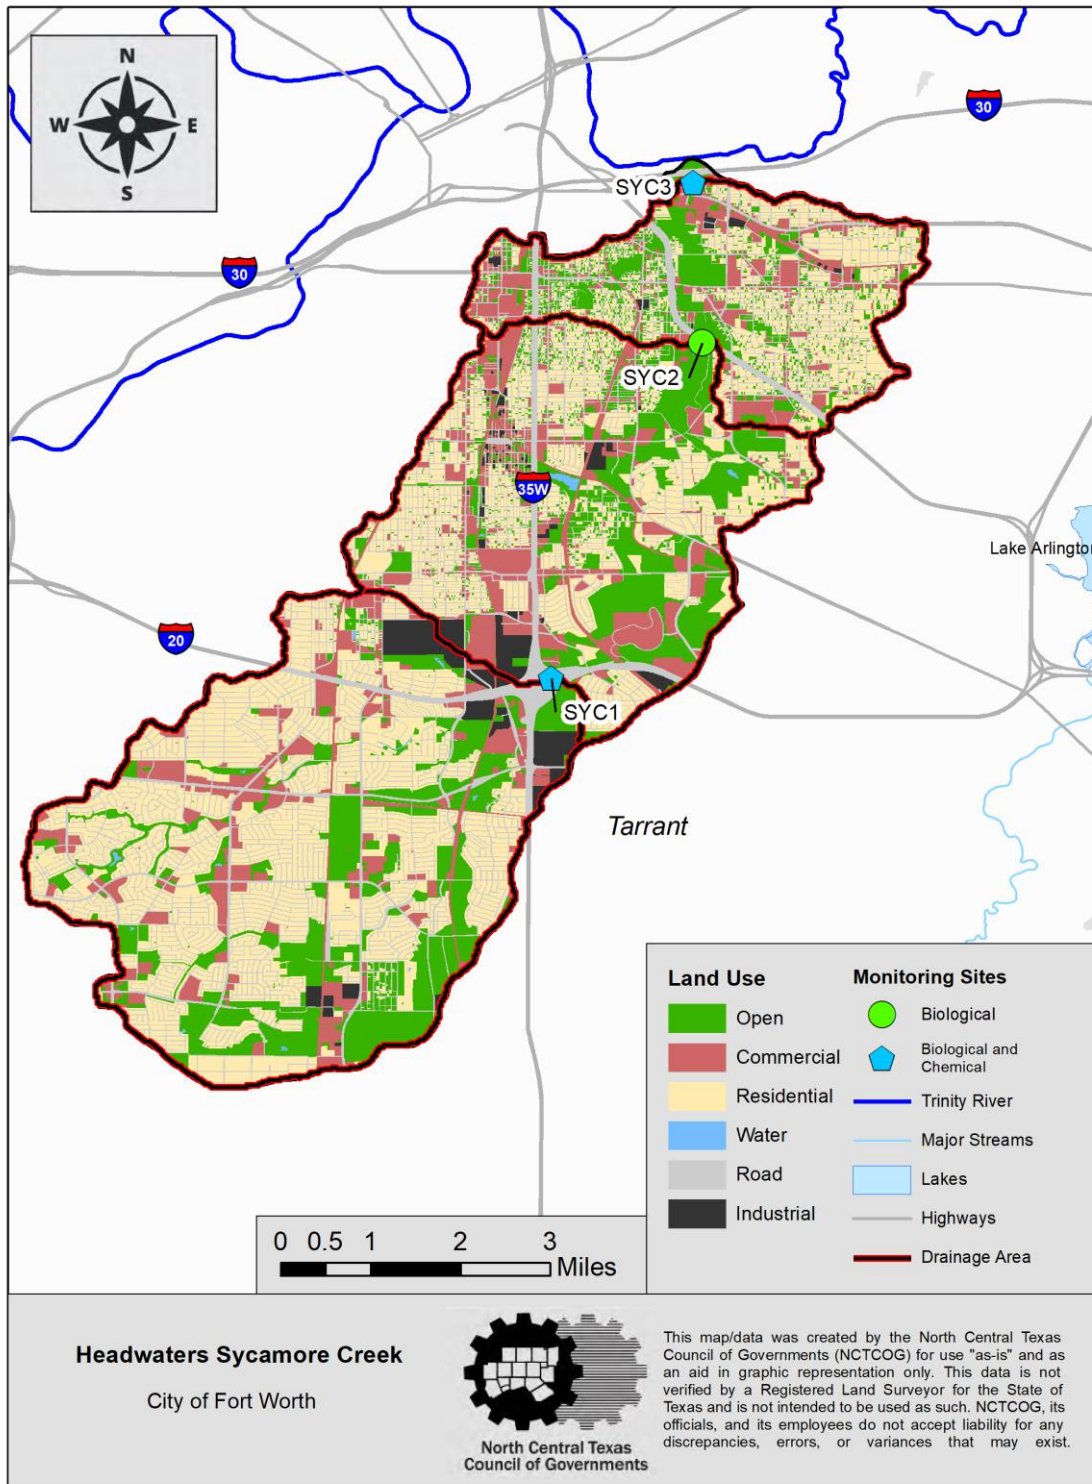 N
W E
S
30
SYC3
30
SYC2
35W
Lake Arlington
20
SYC1
Tarrant
Land Use
Open
Commercial
Residential
Water
Road
Industrial
Monitoring Sites
Biological
Biological and
Chemical
Trinity River
Major Streams
Lakes
Highways
Drainage Area
0 0.5 1 2 3
Miles
Headwaters Sycamore Creek
City of Fort Worth
North Central Texas
Council of Governments
This map/data was created by the North Central Texas
Council of Governments (NCTCOG) for use "as-is" and as
an aid in graphic representation only. This data is not
verified by a Registered Land Surveyor for the State of
Texas and is not intended to be used as such. NCTCOG, its
officials, and its employees do not accept liability for any
discrepancies, errors, or variances that may exist.